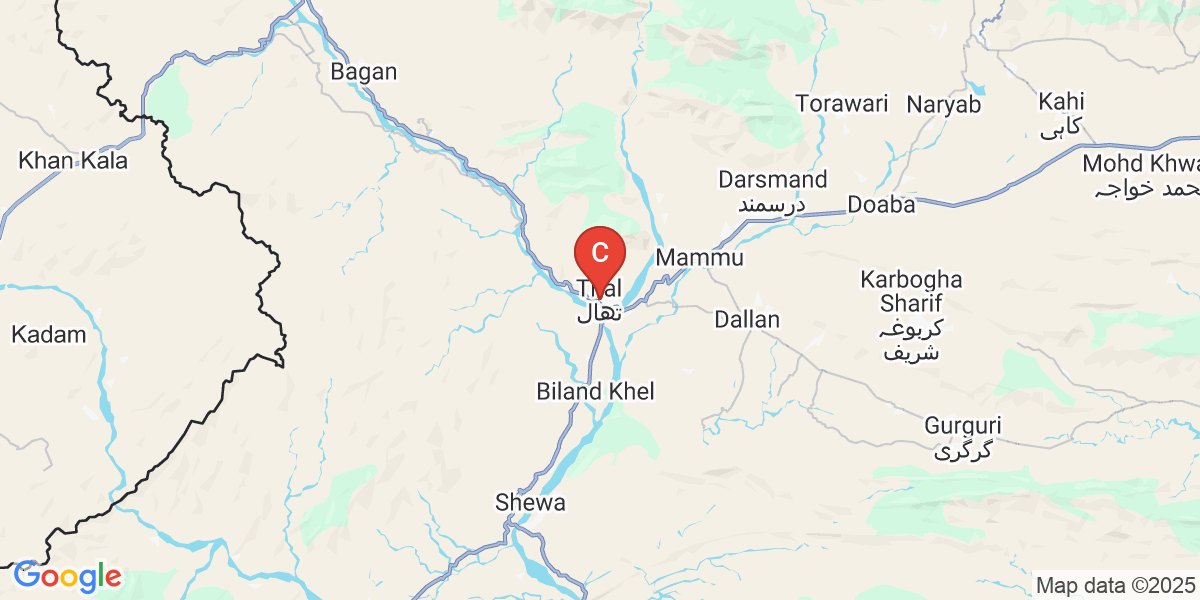 Bagan
Torawari
Naryab
Kahi
کاہی
Khan Kala
Mohd Khwa
حمد خواجہ
Darsmand
درسمند
Doaba
C
Mammu
Thal
تھال
Karbogha
Sharif
کربوغہ
شریف
Kadam
Dallan
Biland Khel
Gurguri
گرگری
Shewa
Google
Map data ©2025